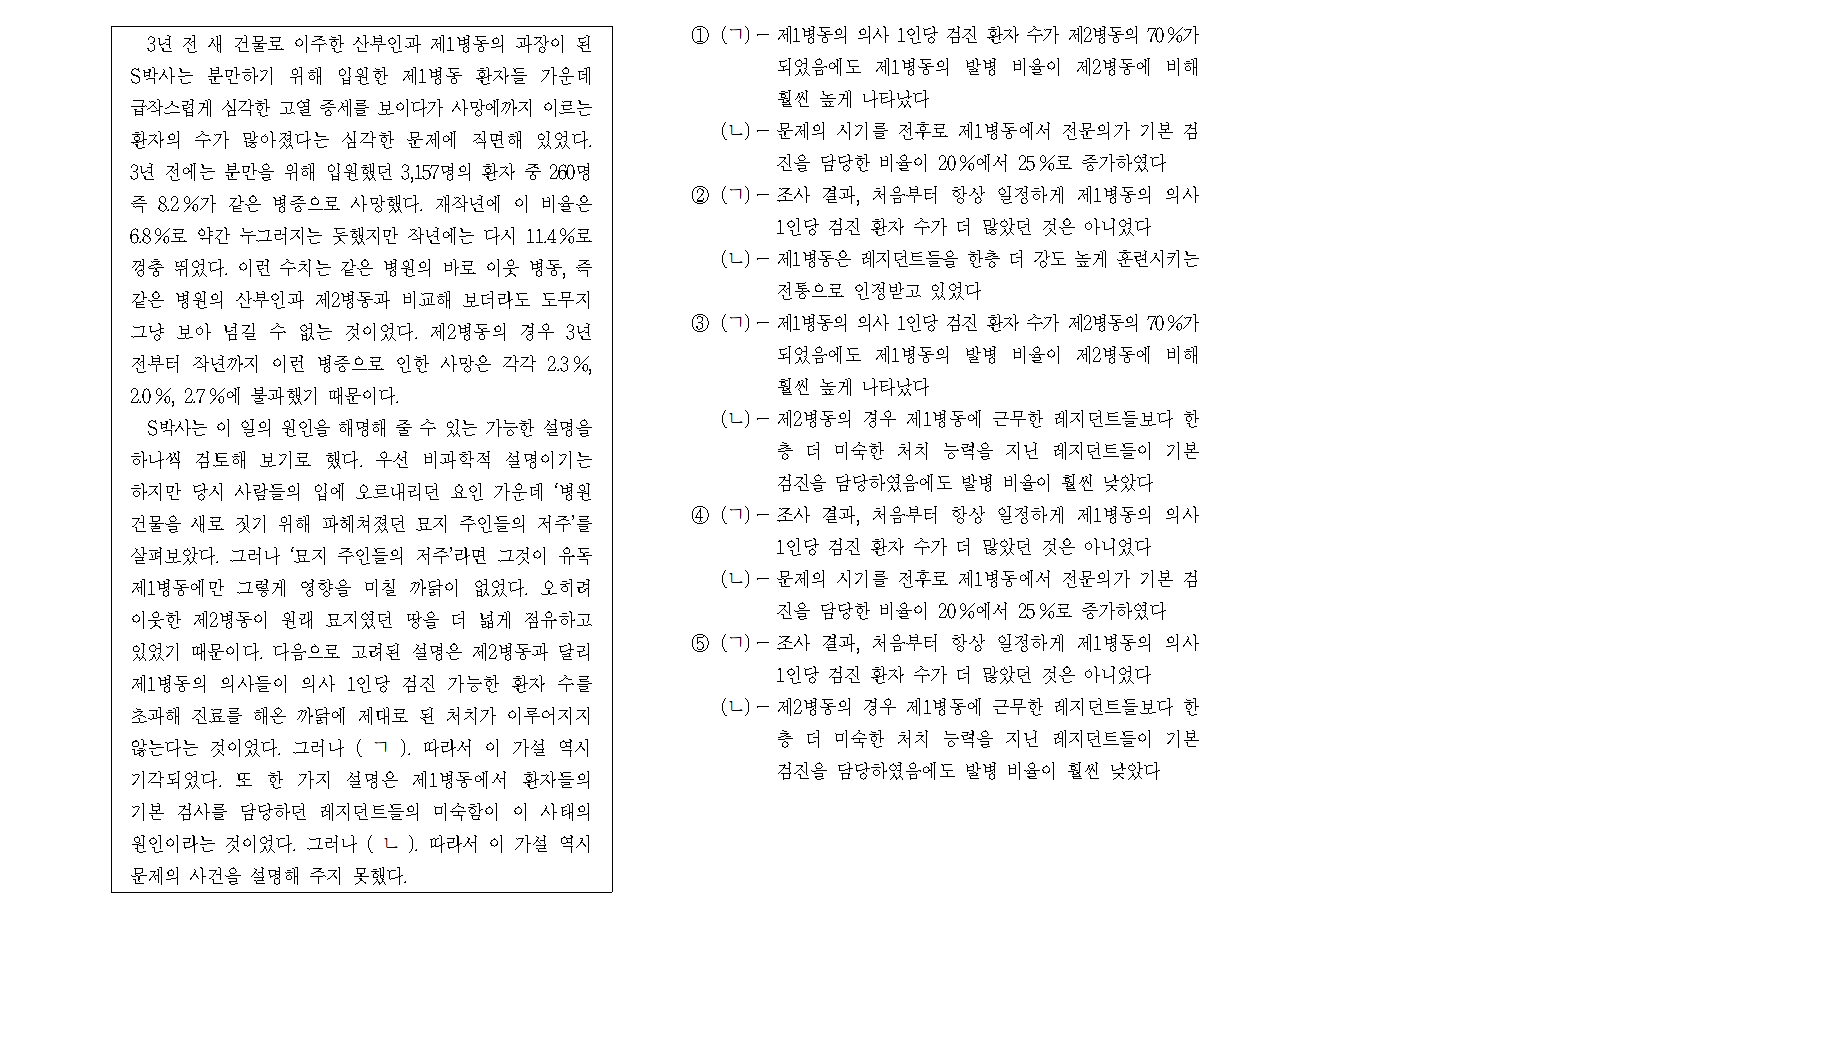 3년 전 새 건물로 이주한 산부인과 제1병동의 과장이 된
S박사는 분만하기 위해 입원한 제1병동 환자들 가운데
급작스럽게 심각한 고열 증세를 보이다가 사망에까지 이르는
환자의 수가 많아졌다는 심각한 문제에 직면해 있었다.
3년 전에는 분만을 위해 입원했던 3,157명의 환자 중 260명
즉 8.2%가 같은 병증으로 사망했다. 재작년에 이 비율은
6.8%로 약간 누그러지는 듯했지만 작년에는 다시 11.4%로
껑충 뛰었다. 이런 수치는 같은 병원의 바로 이웃 병동, 즉
같은 병원의 산부인과 제2병동과 비교해 보더라도 도무지
그냥 보아 넘길 수 없는 것이었다. 제2병동의 경우 3년
전부터 작년까지 이런 병증으로 인한 사망은 각각 2.3%,
2.0%, 2.7%에 불과했기 때문이다.
S박사는 이 일의 원인을 해명해 줄 수 있는 가능한 설명을
하나씩 검토해 보기로 했다. 우선 비과학적 설명이기는
하지만 당시 사람들의 입에 오르내리던 요인 가운데 ‘병원
건물을 새로 짓기 위해 파헤쳐졌던 묘지 주인들의 저주’를
살펴보았다. 그러나 ‘묘지 주인들의 저주’라면 그것이 유독
제1병동에만 그렇게 영향을 미칠 까닭이 없었다. 오히려
이웃한 제2병동이 원래 묘지였던 땅을 더 넓게 점유하고
있었기 때문이다. 다음으로 고려된 설명은 제2병동과 달리
제1병동의 의사들이 의사 1인당 검진 가능한 환자 수를
초과해 진료를 해온 까닭에 제대로 된 처치가 이루어지지
않는다는 것이었다. 그러나 ( ㄱ ). 따라서 이 가설 역시
기각되었다. 또 한 가지 설명은 제1병동에서 환자들의
기본 검사를 담당하던 레지던트들의 미숙함이 이 사태의
원인이라는 것이었다. 그러나 ( ㄴ ). 따라서 이 가설 역시
문제의 사건을 설명해 주지 못했다.
① (ㄱ) - 제1병동의 의사 1인당 검진 환자 수가 제2병동의 70%가
되었음에도 제1병동의 발병 비율이 제2병동에 비해
훨씬 높게 나타났다
(ㄴ) - 문제의 시기를 전후로 제1병동에서 전문의가 기본 검
진을 담당한 비율이 20%에서 25%로 증가하였다
② (ㄱ) - 조사 결과, 처음부터 항상 일정하게 제1병동의 의사
1인당 검진 환자 수가 더 많았던 것은 아니었다
(ㄴ) - 제1병동은 레지던트들을 한층 더 강도 높게 훈련시키는
전통으로 인정받고 있었다
③ (ㄱ) - 제1병동의 의사 1인당 검진 환자 수가 제2병동의 70%가
되었음에도 제1병동의 발병 비율이 제2병동에 비해
훨씬 높게 나타났다
(ㄴ) - 제2병동의 경우 제1병동에 근무한 레지던트들보다 한
층 더 미숙한 처치 능력을 지닌 레지던트들이 기본
검진을 담당하였음에도 발병 비율이 훨씬 낮았다
④ (ㄱ) - 조사 결과, 처음부터 항상 일정하게 제1병동의 의사
1인당 검진 환자 수가 더 많았던 것은 아니었다
(ㄴ) - 문제의 시기를 전후로 제1병동에서 전문의가 기본 검
진을 담당한 비율이 20%에서 25%로 증가하였다
⑤ (ㄱ) - 조사 결과, 처음부터 항상 일정하게 제1병동의 의사
1인당 검진 환자 수가 더 많았던 것은 아니었다
(ㄴ) - 제2병동의 경우 제1병동에 근무한 레지던트들보다 한
층 더 미숙한 처치 능력을 지닌 레지던트들이 기본
검진을 담당하였음에도 발병 비율이 훨씬 낮았다